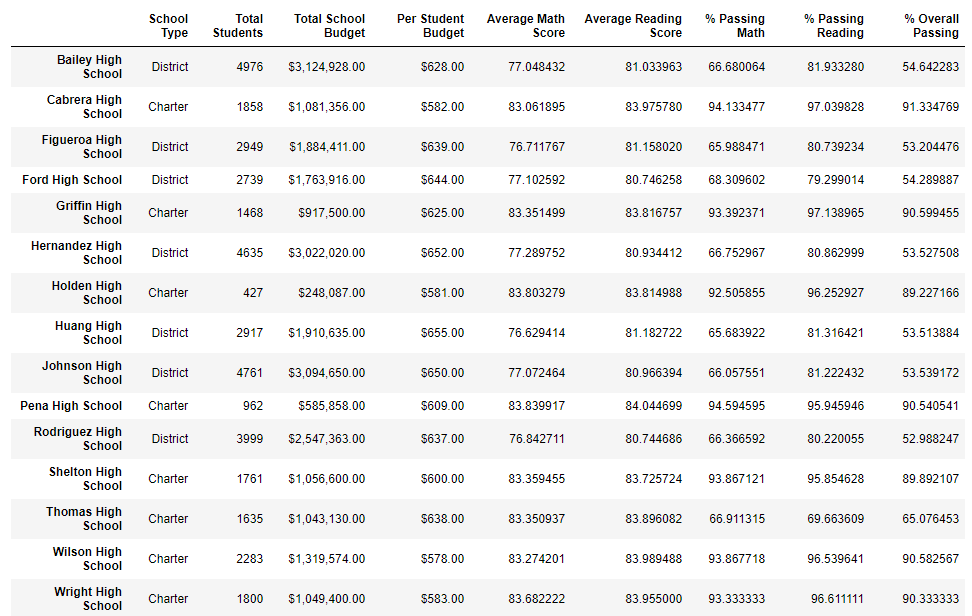 School Type Total Students Total School Budget Per Student Budget Average Math Score Average Reading Score % Passing Math % Passing Reading % Overall Passing
Bailey High School District 4976 $3,124,928.00 $628.00 77.048432 81.033963 66.680064 81.933280 54.642283
Cabrera High School Charter 1858 $1,081,356.00 $582.00 83.061895 83.975780 94.133477 97.039828 91.334769
Figueroa High School District 2949 $1,884,411.00 $639.00 76.711767 81.158020 65.988471 80.739234 53.204476
Ford High School District 2739 $1,763,916.00 $644.00 77.102592 80.746258 68.309602 79.299014 54.289887
Griffin High School Charter 1468 $917,500.00 $625.00 83.351499 83.816757 93.392371 97.138965 90.599455
Hernandez High School District 4635 $3,022,020.00 $652.00 77.289752 80.934412 66.752967 80.862999 53.527508
Holden High School Charter 427 $248,087.00 $581.00 83.803279 83.814988 92.505855 96.252927 89.227166
Huang High School District 2917 $1,910,635.00 $655.00 76.629414 81.182722 65.683922 81.316421 53.513884
Johnson High School District 4761 $3,094,650.00 $650.00 77.072464 80.966394 66.057551 81.222432 53.539172
Pena High School Charter 962 $585,858.00 $609.00 83.839917 84.044699 94.594595 95.945946 90.540541
Rodriguez High School District 3999 $2,547,363.00 $637.00 76.842711 80.744686 66.366592 80.220055 52.988247
Shelton High School Charter 1761 $1,056,600.00 $600.00 83.359455 83.725724 93.867121 95.854628 89.892107
Thomas High School Charter 1635 $1,043,130.00 $638.00 83.350937 83.896082 66.911315 69.663609 65.076453
Wilson High School Charter 2283 $1,319,574.00 $578.00 83.274201 83.989488 93.867718 96.539641 90.582567
Wright High School Charter 1800 $1,049,400.00 $583.00 83.682222 83.955000 93.333333 96.611111 90.333333